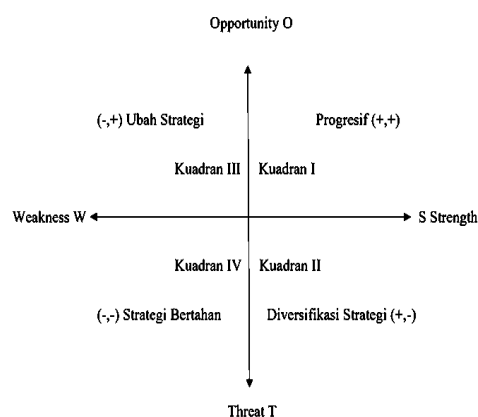 Opportunity O
(-,+) Ubah Strategi
Progresif (+,+)
Kuadran III
Kuadran I
Weakness W
S Strength
Kuadran IV
Kuadran II
(-,-) Strategi Bertahan
Diversifikasi Strategi (+,-)
Threat T